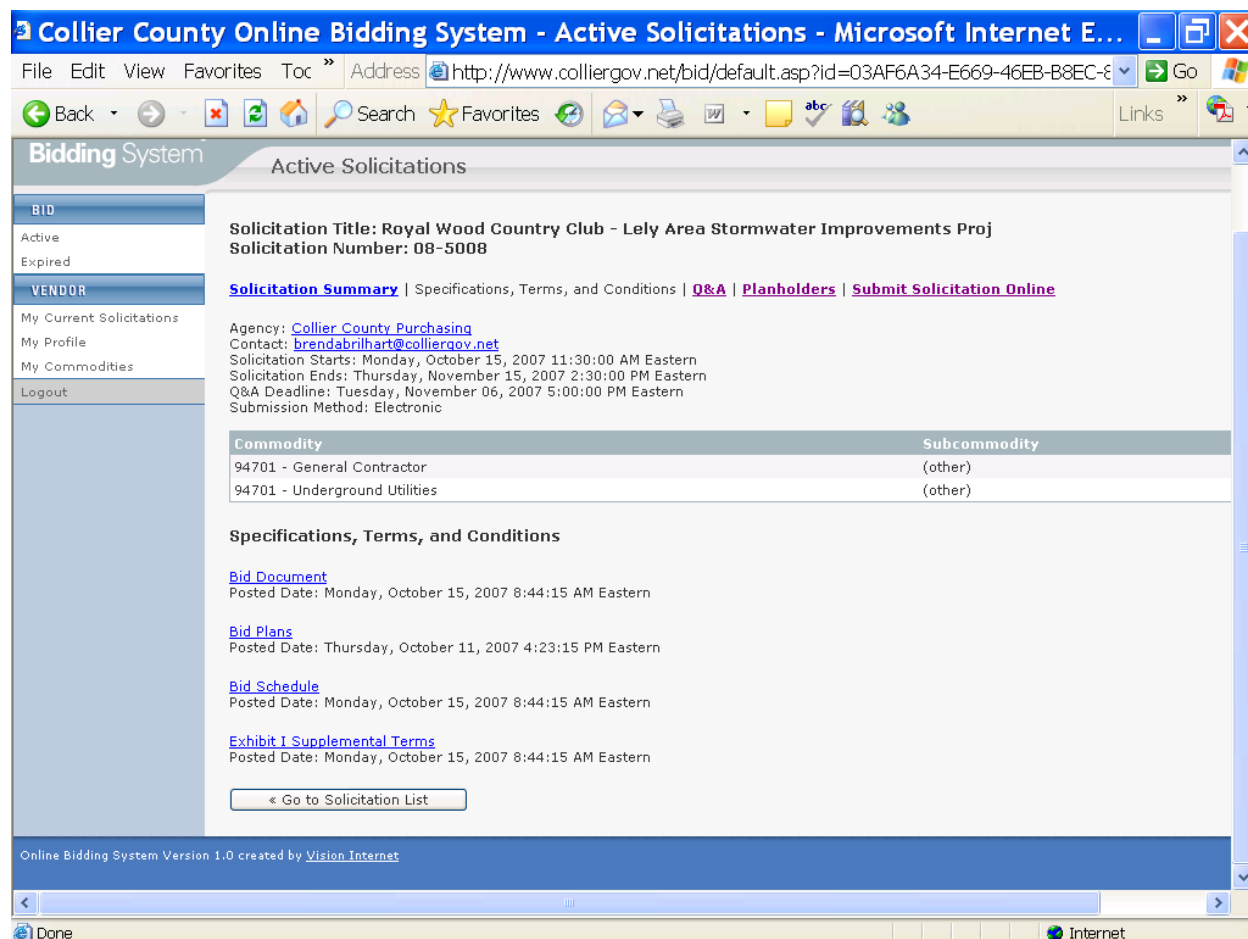 Collier County Online Bidding System - Active Solicitations - Microsoft Internet E...
File Edit View Favorites Toc » Address http://www.colliergov.net/bid/default.asp?id=03AF6A34-E669-46EB-B8EC-8 Go
Back Search Favorites Links »
Bidding System
Active Solicitations
BID
Active
Expired
VENDOR
My Current Solicitations
My Profile
My Commodities
Logout
Solicitation Title: Royal Wood Country Club - Lely Area Stormwater Improvements Proj
Solicitation Number: 08-5008
Solicitation Summary | Specifications, Terms, and Conditions | Q&A | Planholders | Submit Solicitation Online
Agency: Collier County Purchasing
Contact: brendabrilhart@colliergov.net
Solicitation Starts: Monday, October 15, 2007 11:30:00 AM Eastern
Solicitation Ends: Thursday, November 15, 2007 2:30:00 PM Eastern
Q&A Deadline: Tuesday, November 06, 2007 5:00:00 PM Eastern
Submission Method: Electronic
Commodity Subcommodity
94701 - General Contractor (other)
94701 - Underground Utilities (other)
Specifications, Terms, and Conditions
Bid Document
Posted Date: Monday, October 15, 2007 8:44:15 AM Eastern
Bid Plans
Posted Date: Thursday, October 11, 2007 4:23:15 PM Eastern
Bid Schedule
Posted Date: Monday, October 15, 2007 8:44:15 AM Eastern
Exhibit I Supplemental Terms
Posted Date: Monday, October 15, 2007 8:44:15 AM Eastern
« Go to Solicitation List
Online Bidding System Version 1.0 created by Vision Internet
Done Internet